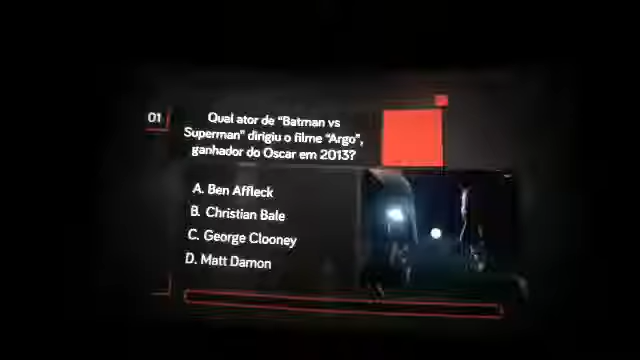 01
Qual ator de "Batman vs
Superman" dirigiu o filme "Argo",
ganhador do Oscar em 2013?
A. Ben Affleck
B. Christian Bale
C. George Clooney
D. Matt Damon